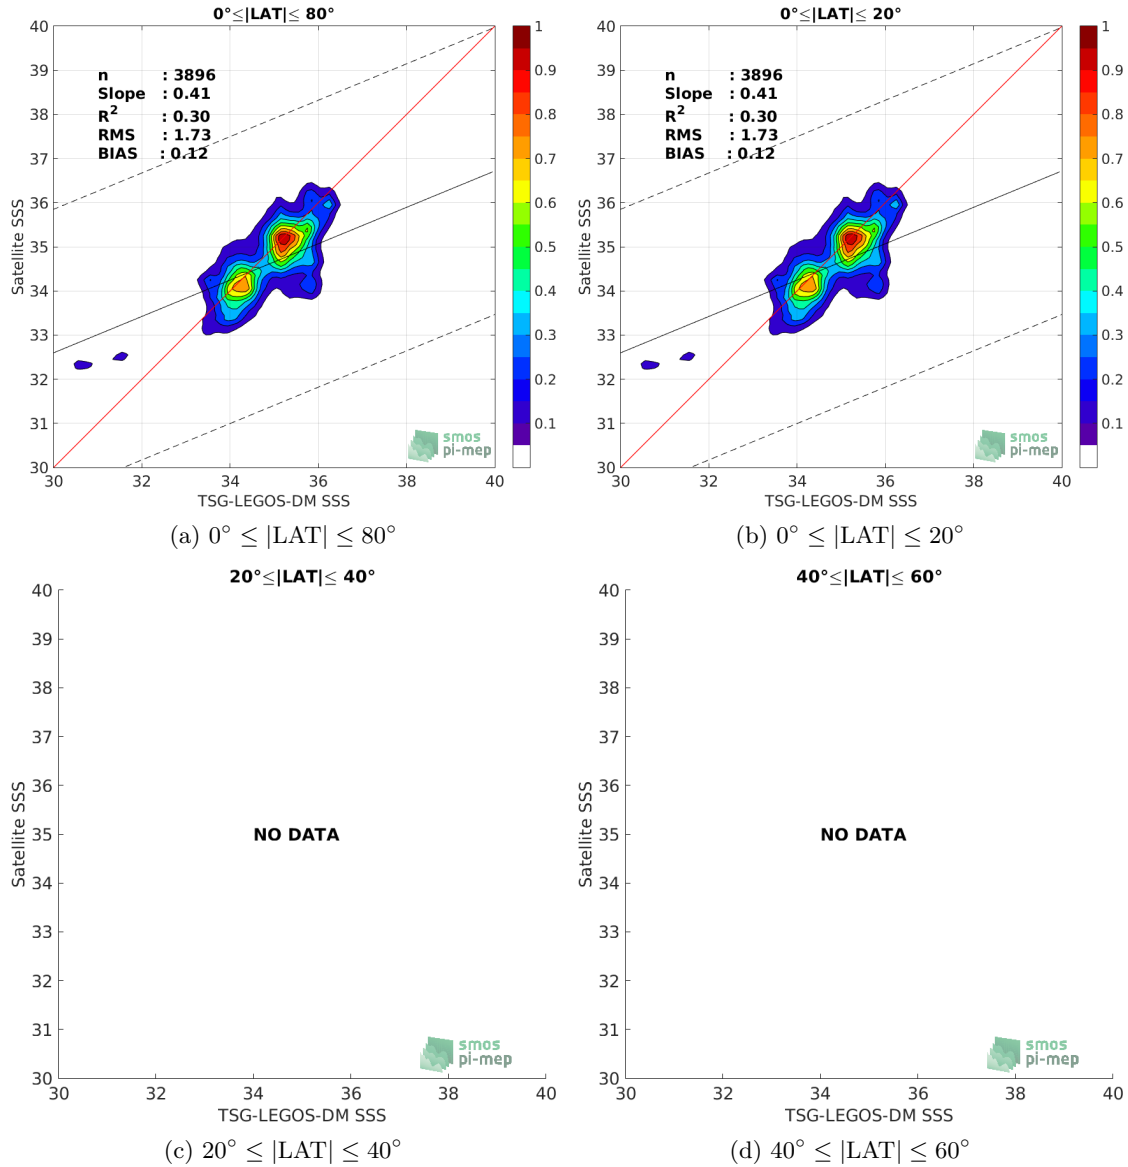 0°≤|LAT|≤ 80°
40
39
38
37
36
35
34
33
32
31
30
Satellite SSS
n : 3896
Slope : 0.41
R² : 0.30
RMS : 1.73
BIAS : 0.12
smos
pi-mep
30 32 34 36 38 40
TSG-LEGOS-DM SSS
1
0.9
0.8
0.7
0.6
0.5
0.4
0.3
0.2
0.1
(a) 0° ≤ |LAT| ≤ 80°
0°≤|LAT|≤ 20°
40
39
38
37
36
35
34
33
32
31
30
Satellite SSS
n : 3896
Slope : 0.41
R² : 0.30
RMS : 1.73
BIAS : 0.12
smos
pi-mep
30 32 34 36 38 40
TSG-LEGOS-DM SSS
1
0.9
0.8
0.7
0.6
0.5
0.4
0.3
0.2
0.1
(b) 0° ≤ |LAT| ≤ 20°
20°≤|LAT|≤ 40°
40
39
38
37
36
35
34
33
32
31
30
Satellite SSS
NO DATA
smos
pi-mep
30 32 34 36 38 40
TSG-LEGOS-DM SSS
(c) 20° ≤ |LAT| ≤ 40°
40°≤|LAT|≤ 60°
40
39
38
37
36
35
34
33
32
31
30
Satellite SSS
NO DATA
smos
pi-mep
30 32 34 36 38 40
TSG-LEGOS-DM SSS
(d) 40° ≤ |LAT| ≤ 60°